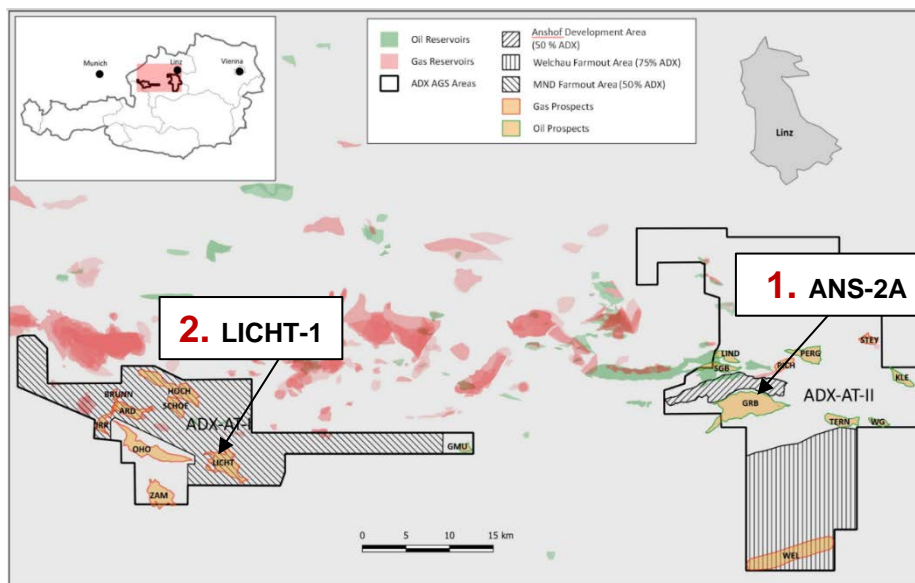 Munich
Linz
Vienna
Oil Reservoirs
Gas Reservoirs
ADX AGS Areas
Anshof Development Area
(50 % ADX)
Welchau Farmout Area (75% ADX)
MND Farmout Area (50% ADX)
Gas Prospects
Oil Prospects
Linz
1. ANS-2A
2. LICHT-1
LIND
SGB
RICH
PERG
STEY
KLE
GRB
ADX-AT-II
TERN
WG
WEL
HOCH
BRUNN
ARD
SCHOF
ADX-AT-I
IRR
OHO
LICHT
GMU
ZAM
0 5 10 15 km